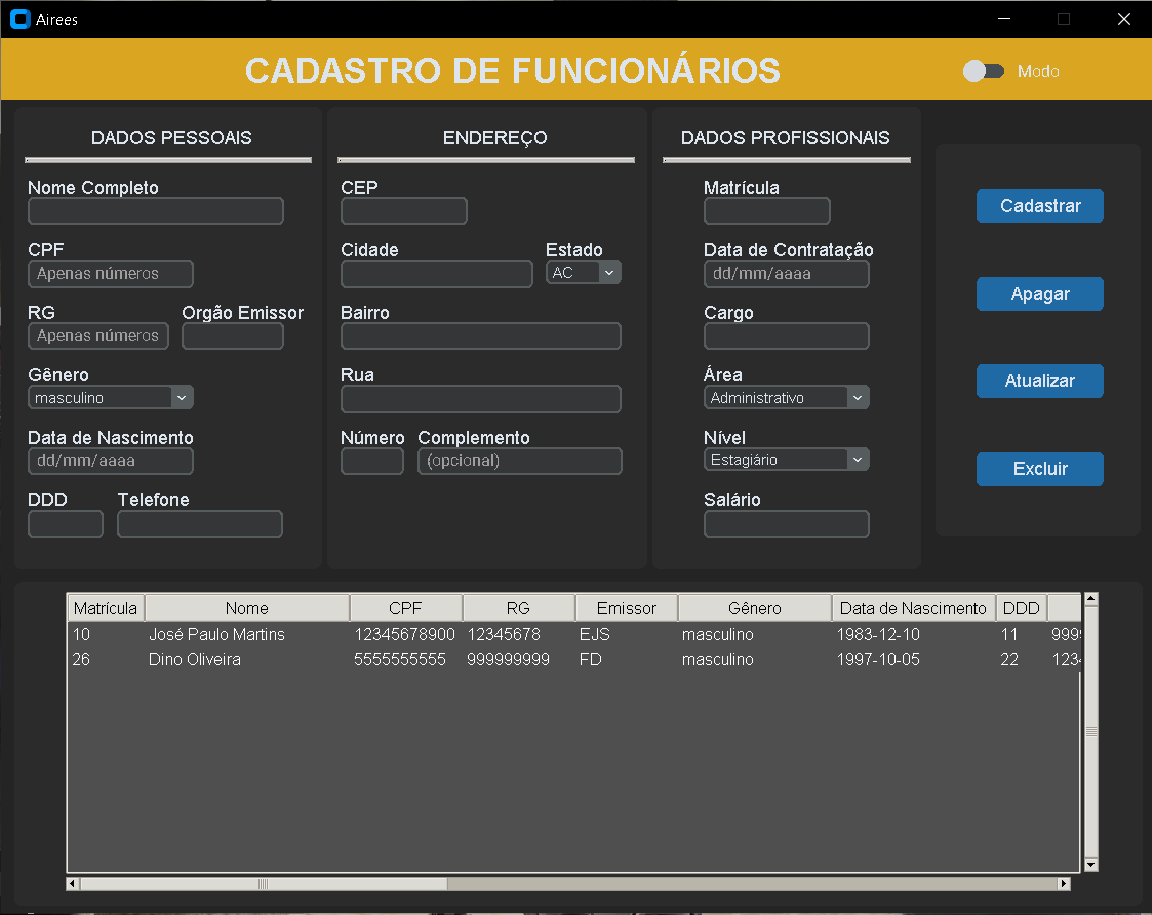 Airees
CADASTRO DE FUNCIONÁRIOS
Modo
DADOS PESSOAIS
Nome Completo
CPF
Apenas números
RG Orgão Emissor
Apenas números
Gênero
masculino
Data de Nascimento
dd/mm/aaaa
DDD Telefone
ENDEREÇO
CEP
Cidade Estado
AC
Bairro
Rua
Número Complemento
(opcional)
DADOS PROFISSIONAIS
Matrícula
Data de Contratação
dd/mm/aaaa
Cargo
Área
Administrativo
Nível
Estagiário
Salário
Cadastrar
Apagar
Atualizar
Excluir
Matrícula Nome CPF RG Emissor Gênero Data de Nascimento DDD
10 José Paulo Martins 12345678900 12345678 EJS masculino 1983-12-10 11
26 Dino Oliveira 5555555555 999999999 FD masculino 1997-10-05 22